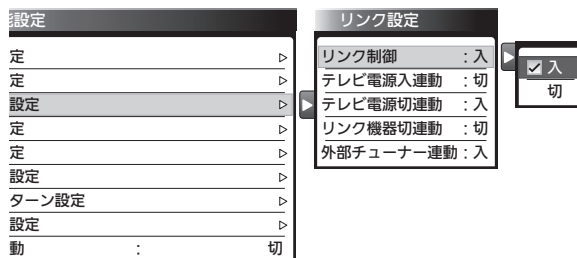 設定
定
定
設定
定
定
設定
ターン設定
設定
動 : 切
リンク設定
リンク制御 : 入
テレビ電源入連動 : 切
テレビ電源切連動 : 入
リンク機器切連動 : 切
外部チューナー連動 : 入
入
切